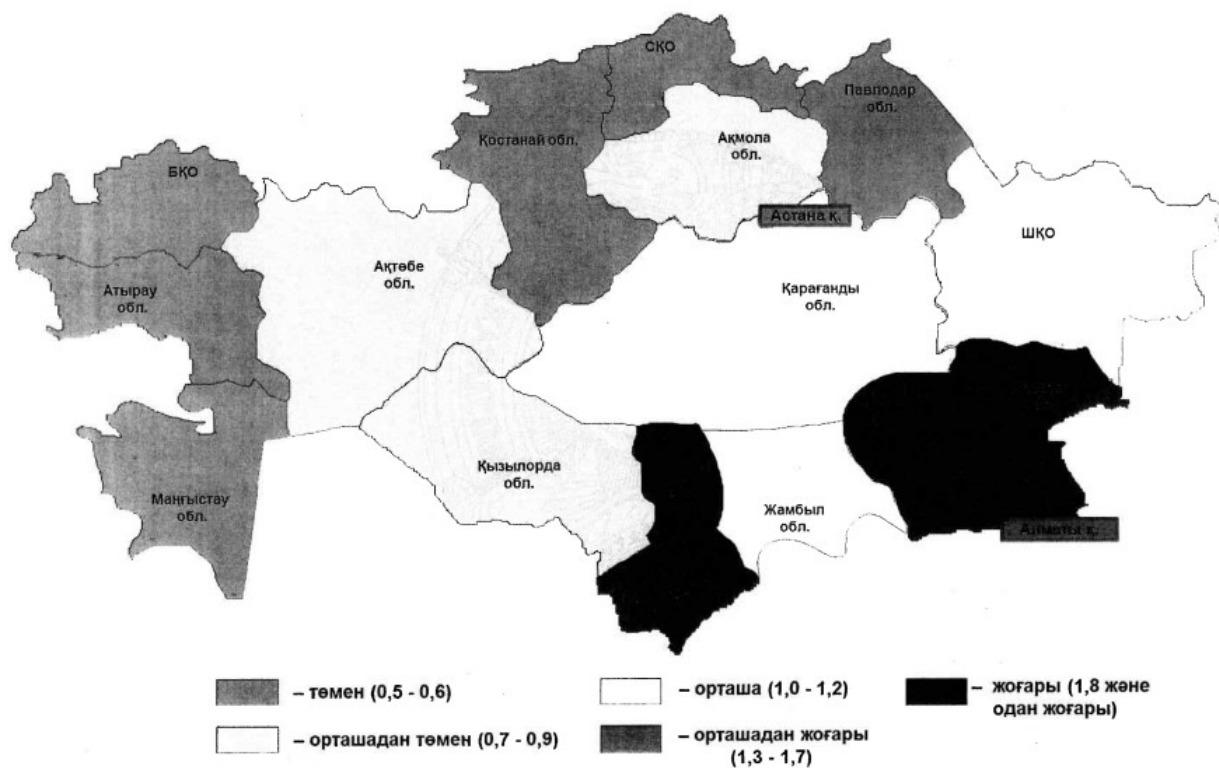 СҚО
Павлодар
обл.
Қостанай обл.
Ақмола
обл.
БҚО
Астана қ.
ШҚО
Ақтөбе
обл.
Қарағанды
обл.
Атырау
обл.
Қызылорда
обл.
Маңғыстау
обл.
Жамбыл
обл.
Алматы қ.
– төмен (0,5 - 0,6)
– орташа (1,0 - 1,2)
– жоғары (1,8 және
одан жоғары)
– орташадан төмен (0,7 - 0,9)
– орташадан жоғары
(1,3 - 1,7)